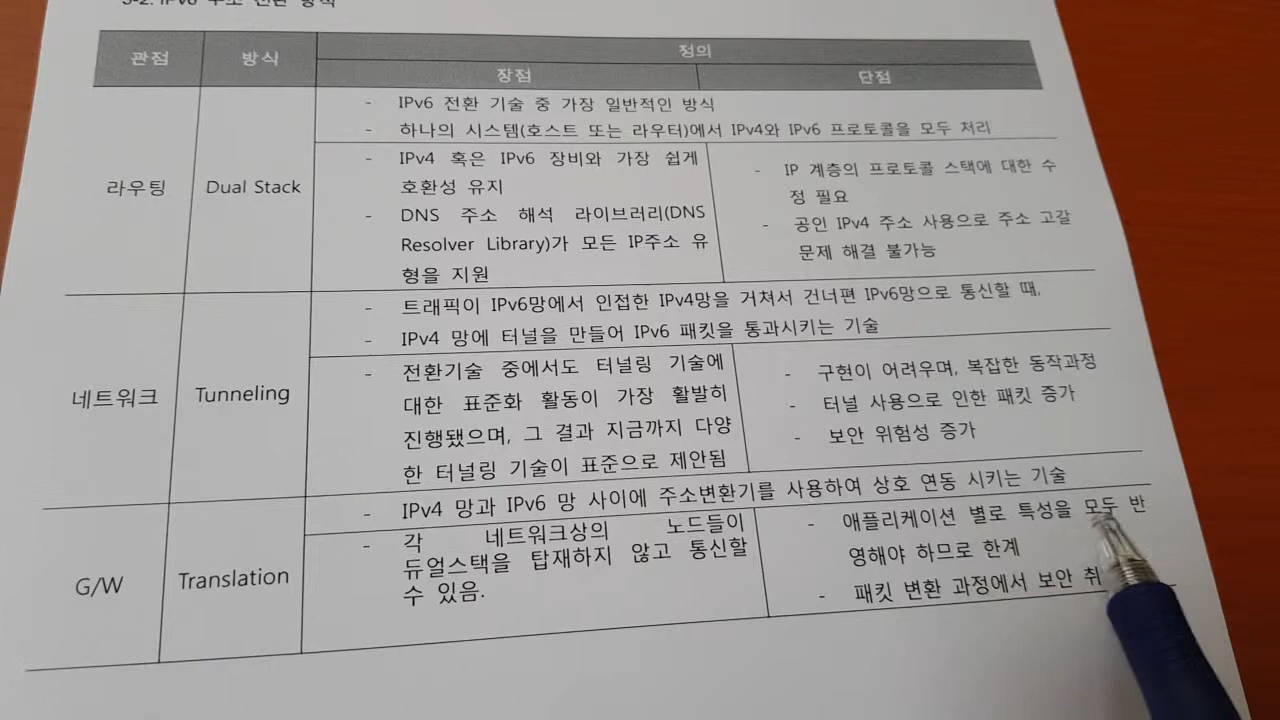 3-2. IPv6 주소 전환 방식
관점 방식 정의
장점 단점
라우팅 Dual Stack
- IPv6 전환 기술 중 가장 일반적인 방식
- 하나의 시스템(호스트 또는 라우터)에서 IPv4와 IPv6 프로토콜을 모두 처리
- IPv4 혹은 IPv6 장비와 가장 쉽게
호환성 유지
- DNS 주소 해석 라이브러리(DNS
Resolver Library)가 모든 IP주소 유
형을 지원
- IP 계층의 프로토콜 스택에 대한 수
정 필요
- 공인 IPv4 주소 사용으로 주소 고갈
문제 해결 불가능
네트워크 Tunneling
- 트래픽이 IPv6망에서 인접한 IPv4망을 거쳐서 건너편 IPv6망으로 통신할 때,
- IPv4 망에 터널을 만들어 IPv6 패킷을 통과시키는 기술
- 전환기술 중에서도 터널링 기술에
대한 표준화 활동이 가장 활발히
진행됐으며, 그 결과 지금까지 다양
한 터널링 기술이 표준으로 제안됨
- 구현이 어려우며, 복잡한 동작과정
- 터널 사용으로 인한 패킷 증가
- 보안 위험성 증가
G/W Translation
- IPv4 망과 IPv6 망 사이에 주소변환기를 사용하여 상호 연동 시키는 기술
- 각 네트워크상의 노드들이
듀얼스택을 탑재하지 않고 통신할
수 있음.
- 애플리케이션 별로 특성을 모두 반
영해야 하므로 한계
- 패킷 변환 과정에서 보안 취